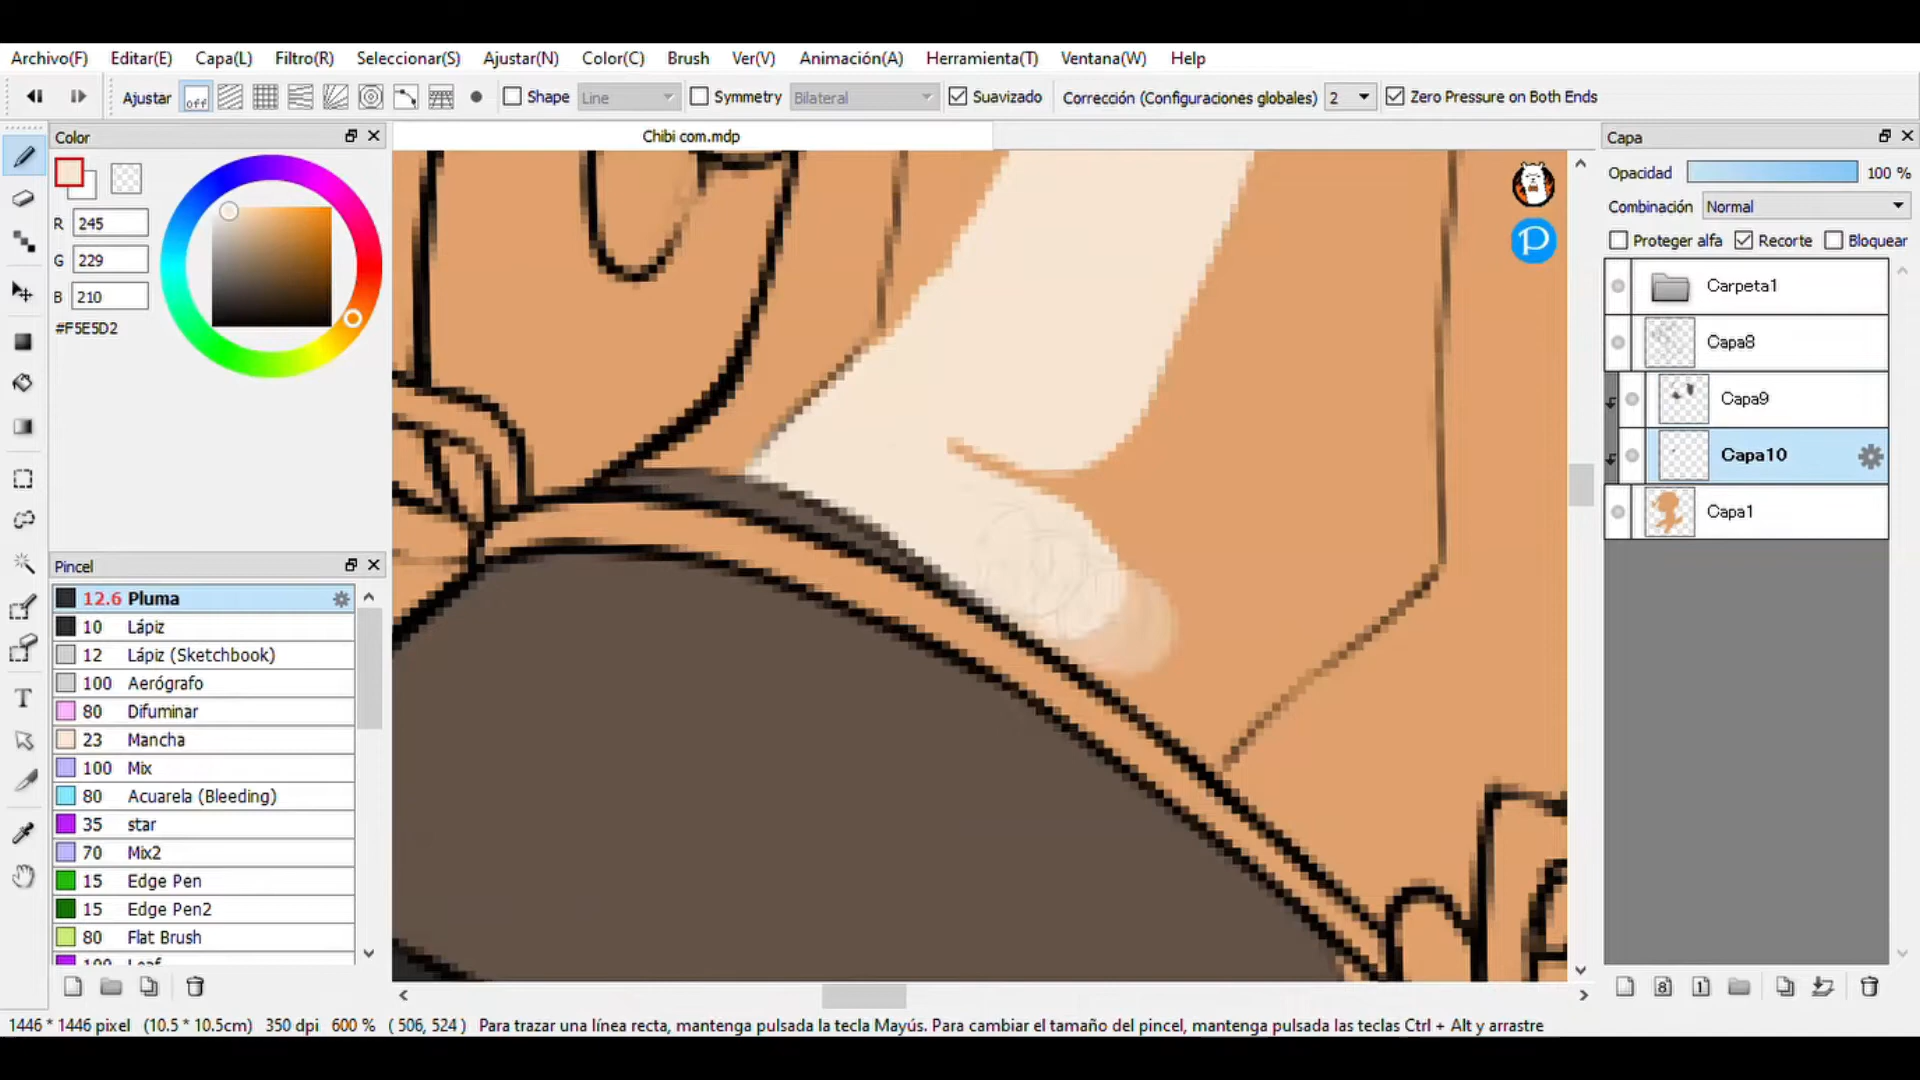 Archivo(F) Editar(E) Capa(L) Filtro(R) Seleccionar(S) Ajustar(N) Color(C) Brush Ver(V) Animación(A) Herramienta(T) Ventana(W) Help
Ajustar off Shape Line Symmetry Bilateral Suavizado Corrección (Configuraciones globales) 2 Zero Pressure on Both Ends
Color
Chibi com.mdp
Capa
R 245
G 229
B 210
#F5E5D2
Opacidad 100 %
Combinación Normal
Proteger alfa Recorte Bloquear
Carpeta1
Capa8
Capa9
Capa10
Capa1
Pincel
12.6 Pluma
10 Lápiz
12 Lápiz (Sketchbook)
100 Aerógrafo
80 Difuminar
23 Mancha
100 Mix
80 Acuarela (Bleeding)
35 star
70 Mix2
15 Edge Pen
15 Edge Pen2
80 Flat Brush
100 Leaf
T
P
8
1
1446 * 1446 pixel (10.5 * 10.5cm) 350 dpi 600 % ( 506, 524 ) Para trazar una línea recta, mantenga pulsada la tecla Mayús. Para cambiar el tamaño del pincel, mantenga pulsada las teclas Ctrl + Alt y arrastre